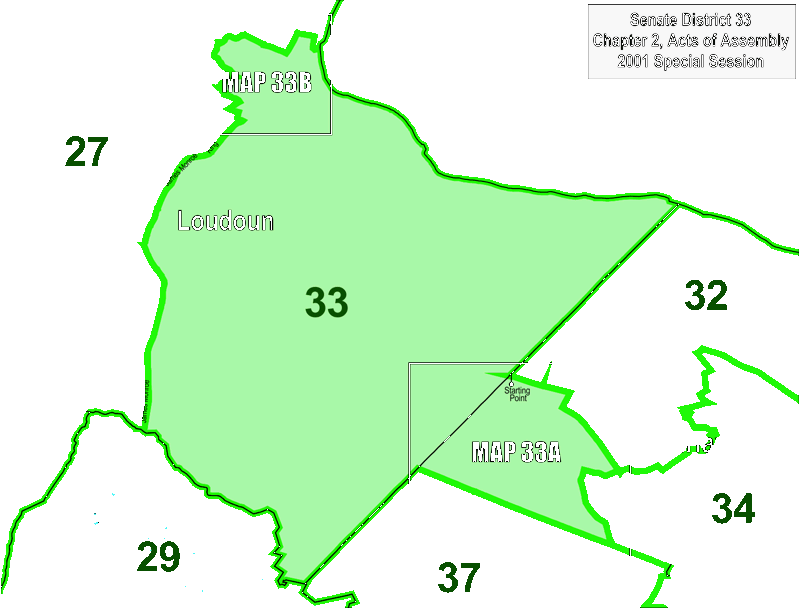 Senate District 33
Chapter 2, Acts of Assembly
2001 Special Session
MAP 33B
27
Loudoun
33
32
Starting
Point
MAP 33A
34
29
37